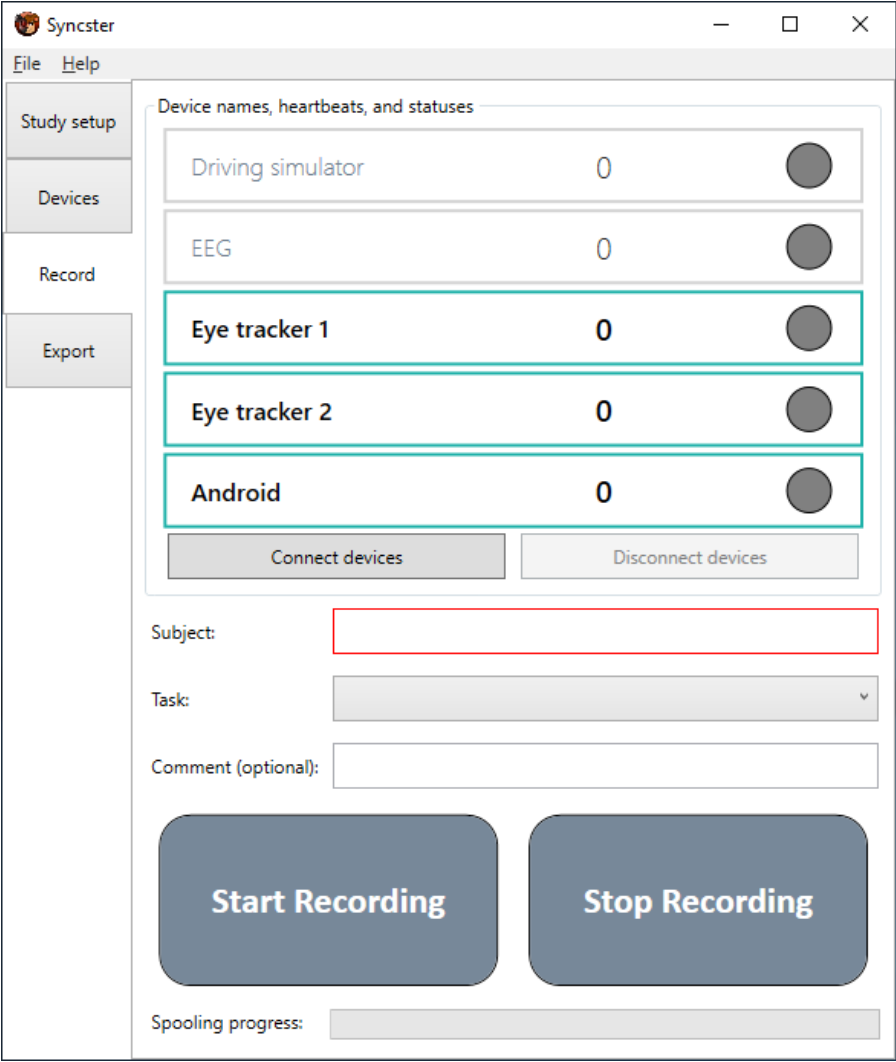 Syncster
File Help
Study setup
Devices
Record
Export
Device names, heartbeats, and statuses
Driving simulator 0
EEG 0
Eye tracker 1 0
Eye tracker 2 0
Android 0
Connect devices Disconnect devices
Subject:
Task:
Comment (optional):
Start Recording Stop Recording
Spooling progress: